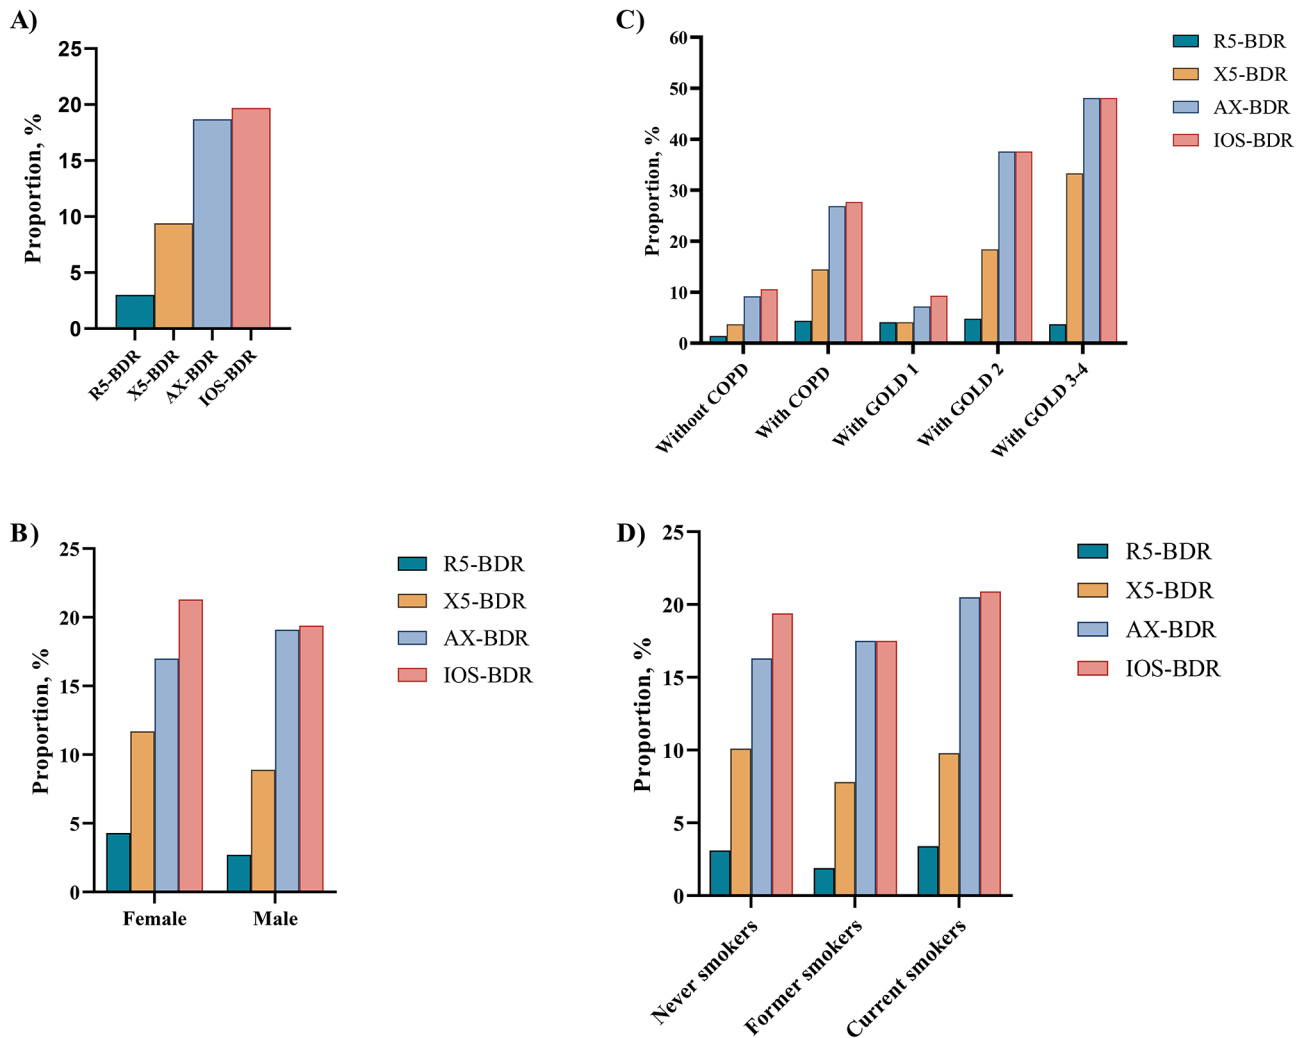 A)
Proportion, %
25
20
15
10
5
0
R5-BDR
X5-BDR
AX-BDR
IOS-BDR
C)
Proportion, %
60
50
40
30
20
10
0
Without COPD
With COPD
With GOLD 1
With GOLD 2
With GOLD 3-4
R5-BDR
X5-BDR
AX-BDR
IOS-BDR
B)
Proportion, %
25
20
15
10
5
0
Female
Male
R5-BDR
X5-BDR
AX-BDR
IOS-BDR
D)
Proportion, %
25
20
15
10
5
0
Never smokers
Former smokers
Current smokers
R5-BDR
X5-BDR
AX-BDR
IOS-BDR